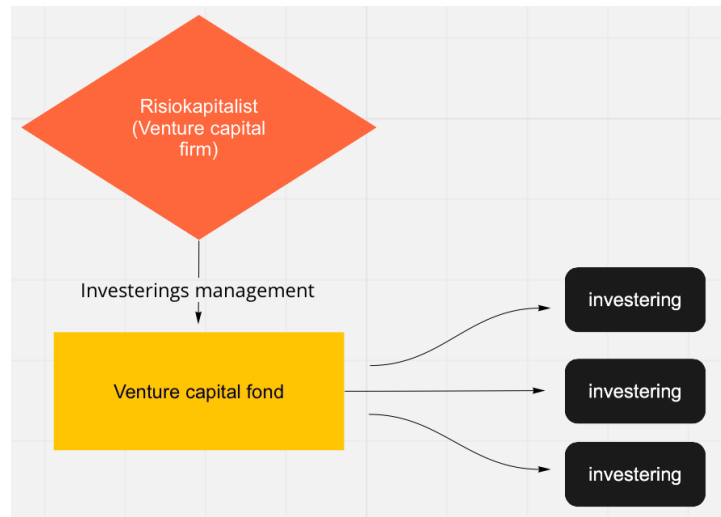 Risiokapitalist
(Venture capital
firm)
Investerings management
investering
Venture capital fond
investering
investering